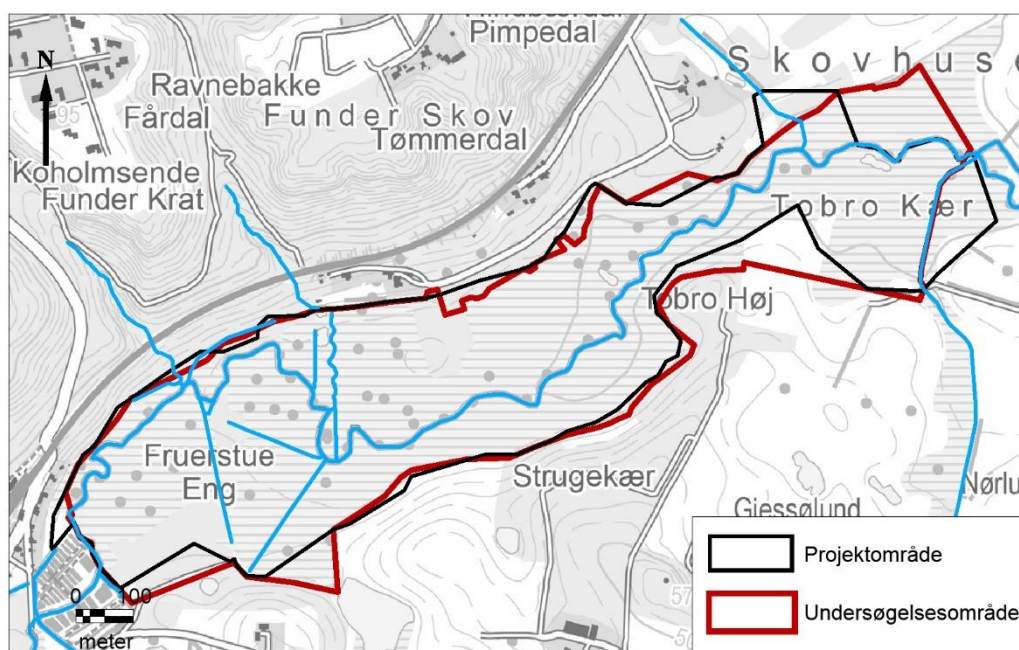 Pimpedal
N
Skovhuse
Ravnebakke
95
Fårdal
Funder Skov
Tømmerdal
Koholmsende
Funder Krat
Tobro Kær
Tobro Høj
Fruerstue
Eng
Strugekær
Gjessølund
Nørlu
Projektområde
Undersøgelsesområde
0 100
meter
57